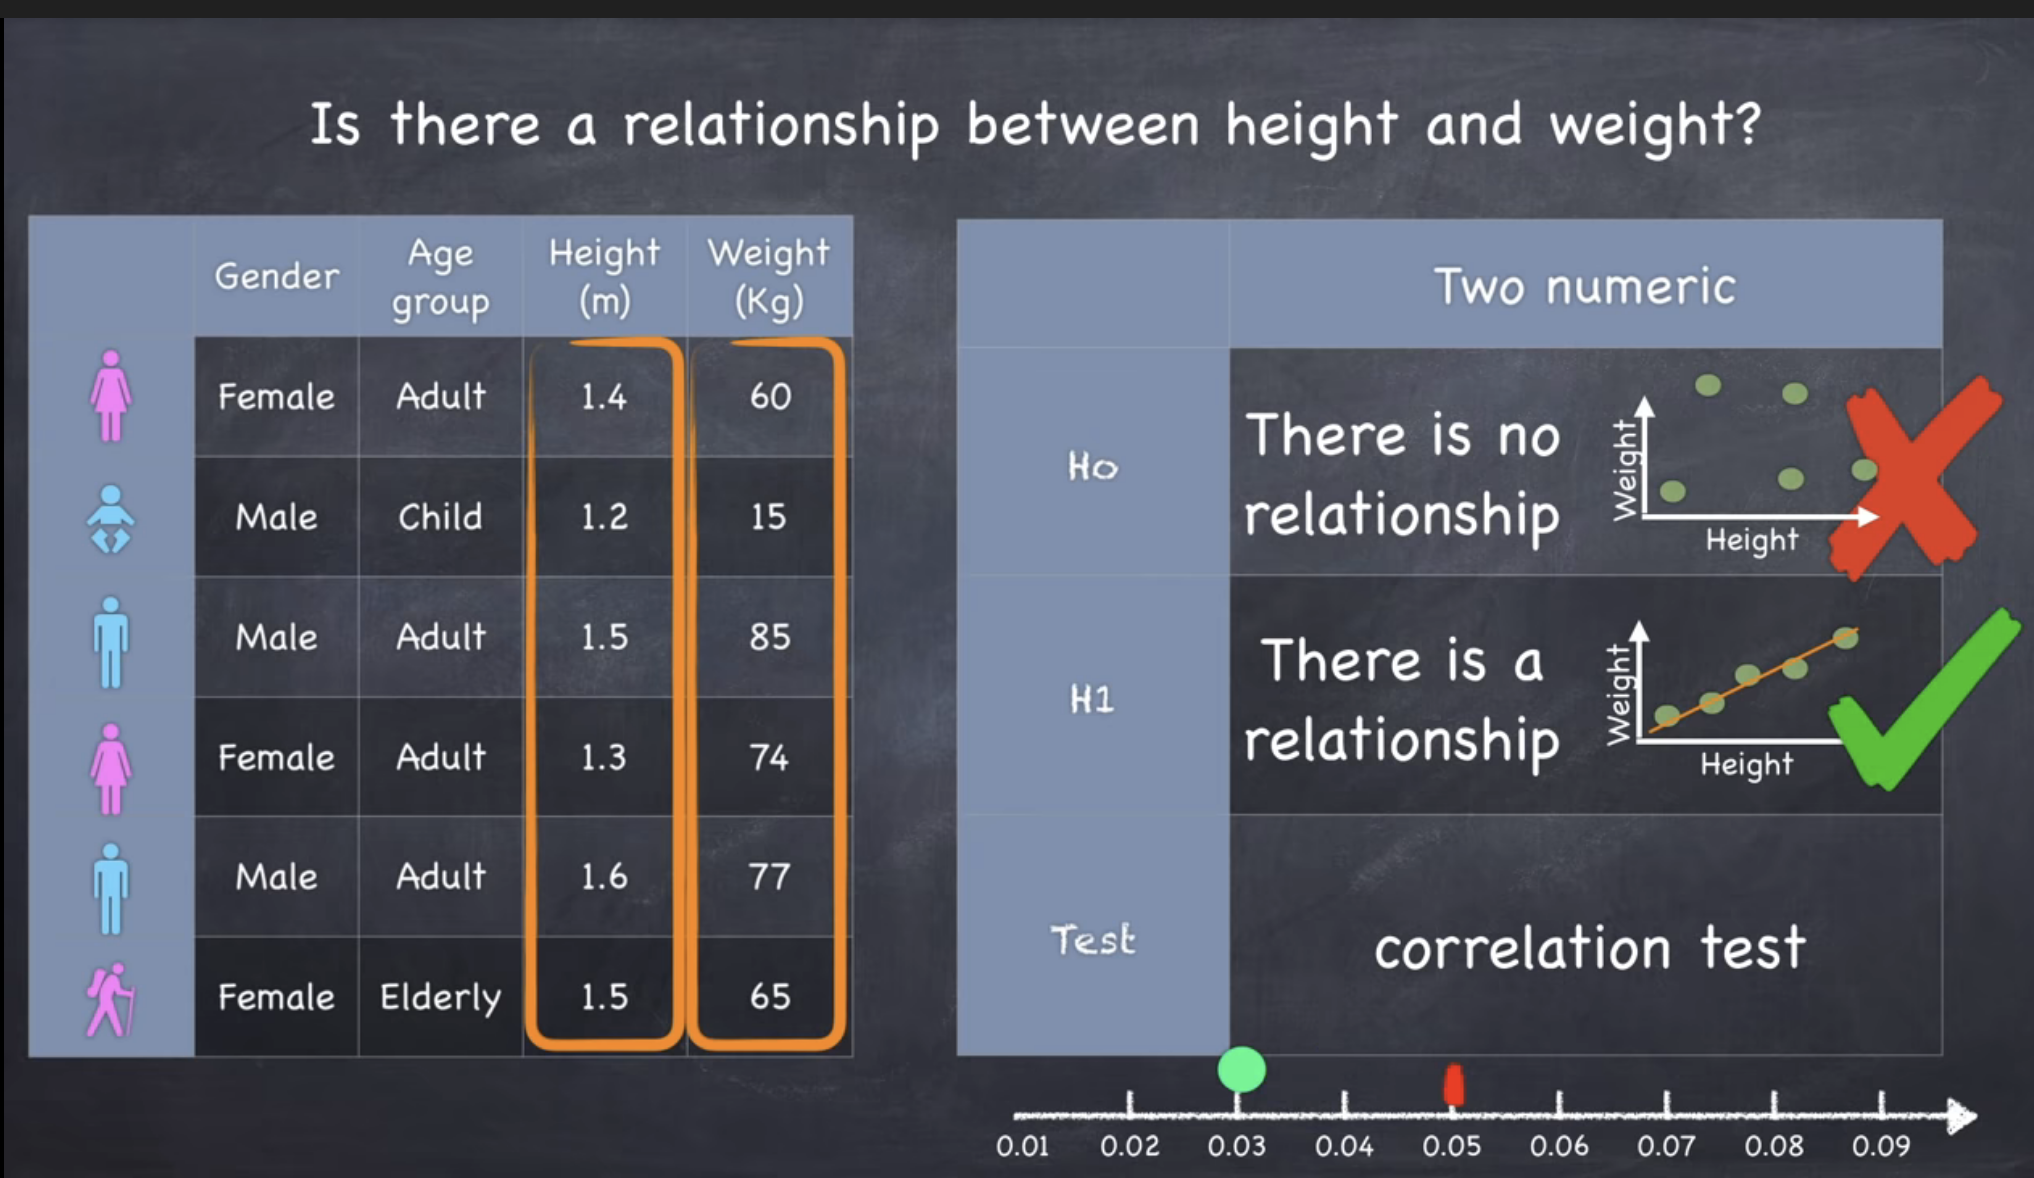 Is there a relationship between height and weight?
Gender Age group Height (m) Weight (Kg)
Female Adult 1.4 60
Male Child 1.2 15
Male Adult 1.5 85
Female Adult 1.3 74
Male Adult 1.6 77
Female Elderly 1.5 65
Two numeric
Ho
There is no
relationship
Weight
Height
H1
There is a
relationship
Weight
Height
Test
correlation test
0.01 0.02 0.03 0.04 0.05 0.06 0.07 0.08 0.09